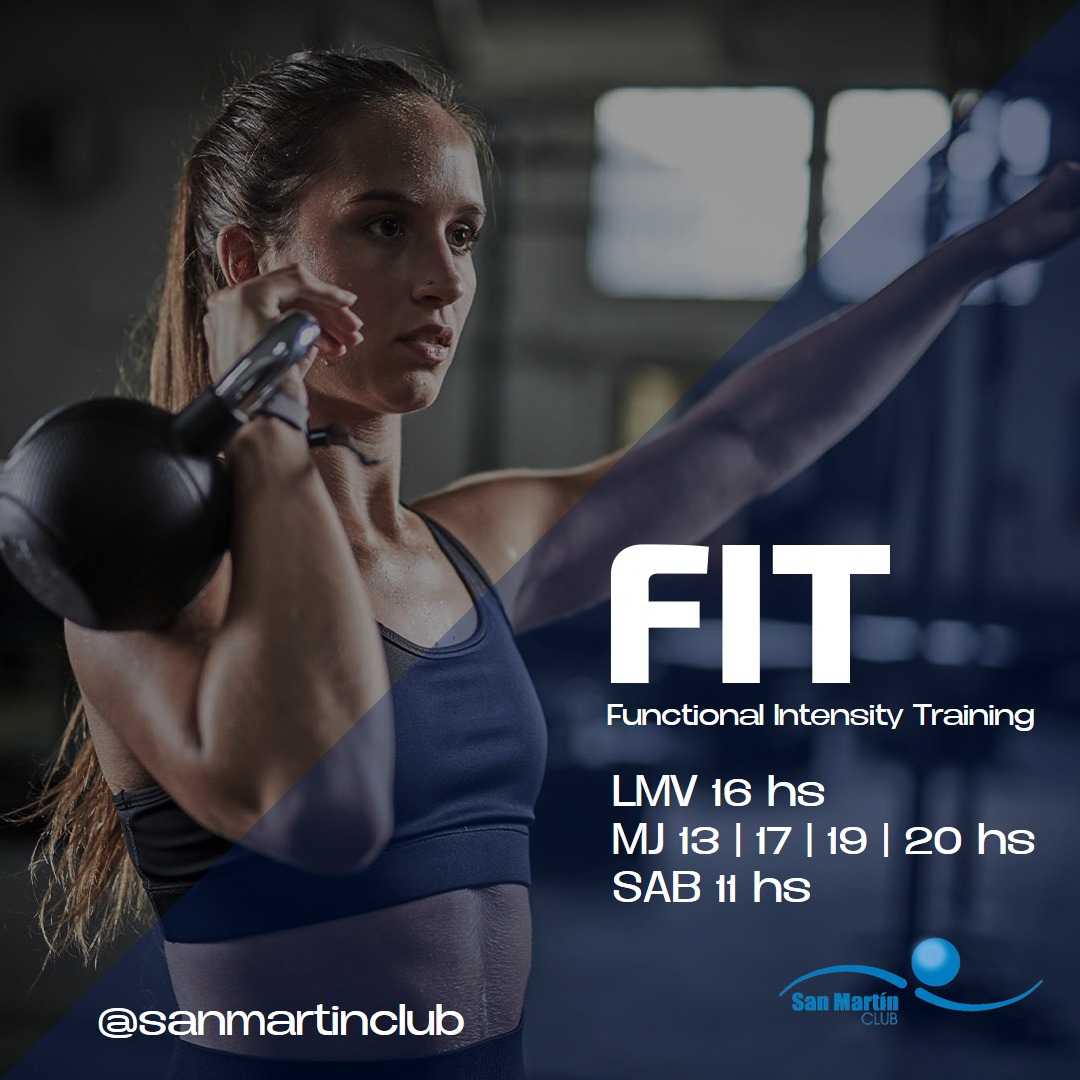 FIT
Functional Intensity Training
LMV 16 hs
MJ 13 | 17 | 19 | 20 hs
SAB 11 hs
San Martín
CLUB
@sanmartinclub